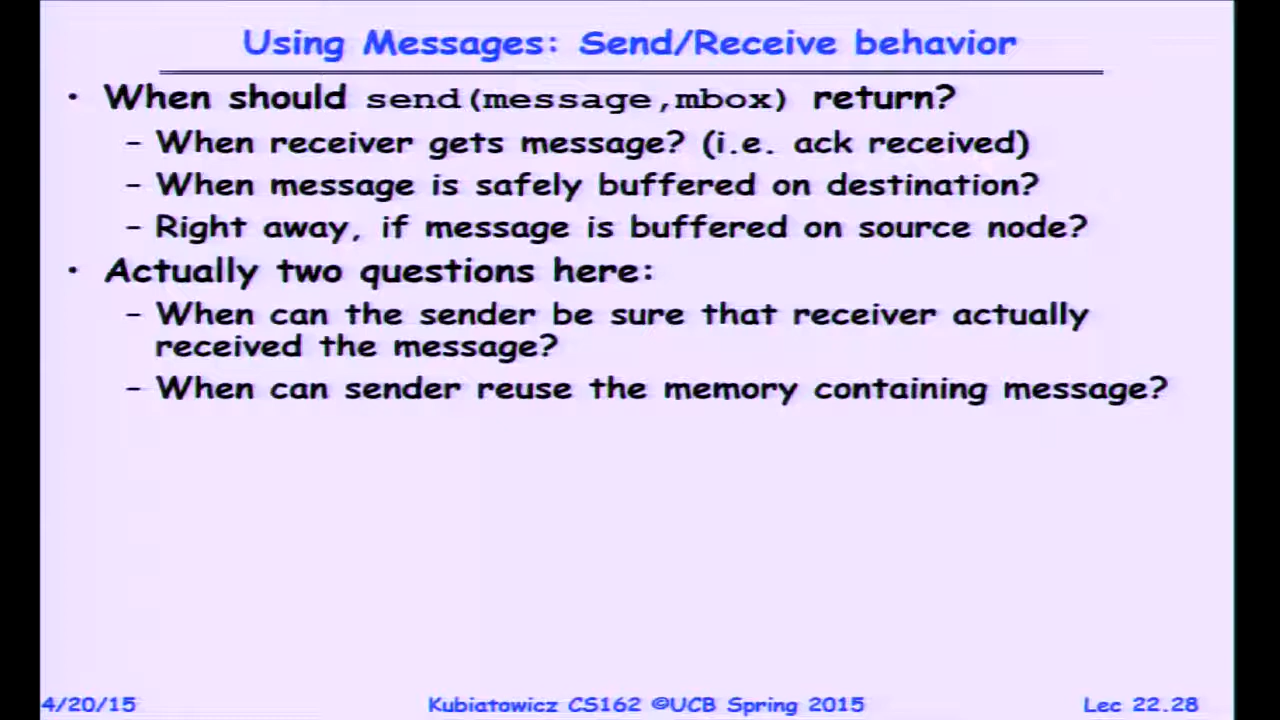 Using Messages: Send/Receive behavior
• When should send(message,mbox) return?
– When receiver gets message? (i.e. ack received)
– When message is safely buffered on destination?
– Right away, if message is buffered on source node?
• Actually two questions here:
– When can the sender be sure that receiver actually
received the message?
– When can sender reuse the memory containing message?
4/20/15 Kubiatowicz CS162 ©UCB Spring 2015 Lec 22.28